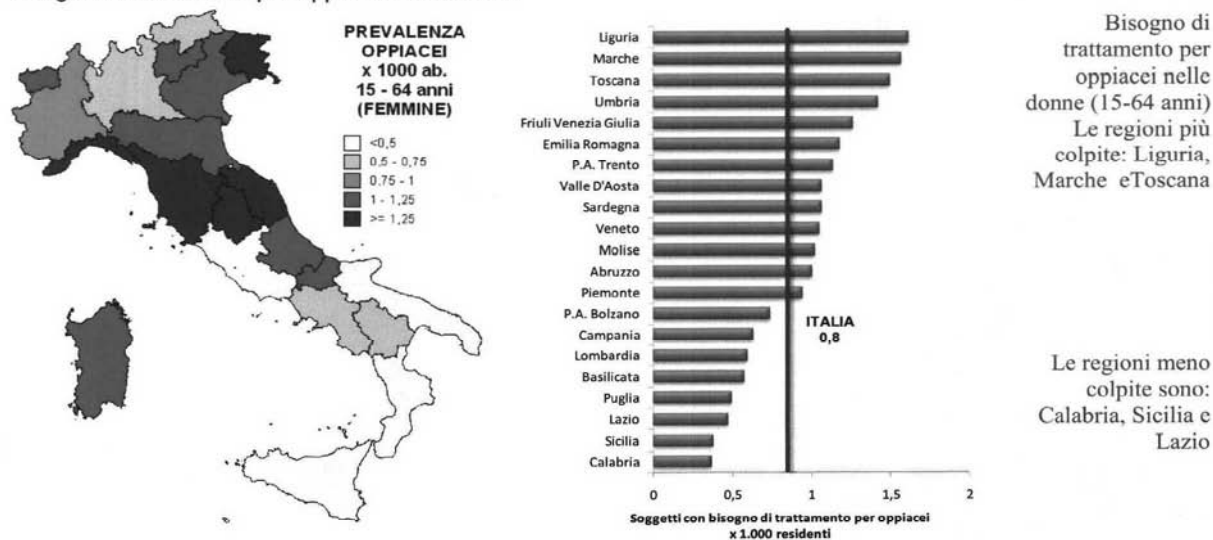 PREVALENZA
OPPIACEI
x 1000 ab.
15 - 64 anni
(FEMMINE)
<0,5
0,5 - 0,75
0,75 - 1
1 - 1,25
>= 1,25
Liguria
Marche
Toscana
Umbria
Friuli Venezia Giulia
Emilia Romagna
P.A. Trento
Valle D'Aosta
Sardegna
Veneto
Molise
Abruzzo
Piemonte
P.A. Bolzano
Campania
Lombardia
Basilicata
Puglia
Lazio
Sicilia
Calabria
ITALIA
0,8
0 0,5 1 1,5 2
Soggetti con bisogno di trattamento per oppiacei
x 1.000 residenti
Bisogno di
trattamento per
oppiacei nelle
donne (15-64 anni)
Le regioni più
colpite: Liguria,
Marche eToscana
Le regioni meno
colpite sono:
Calabria, Sicilia e
Lazio